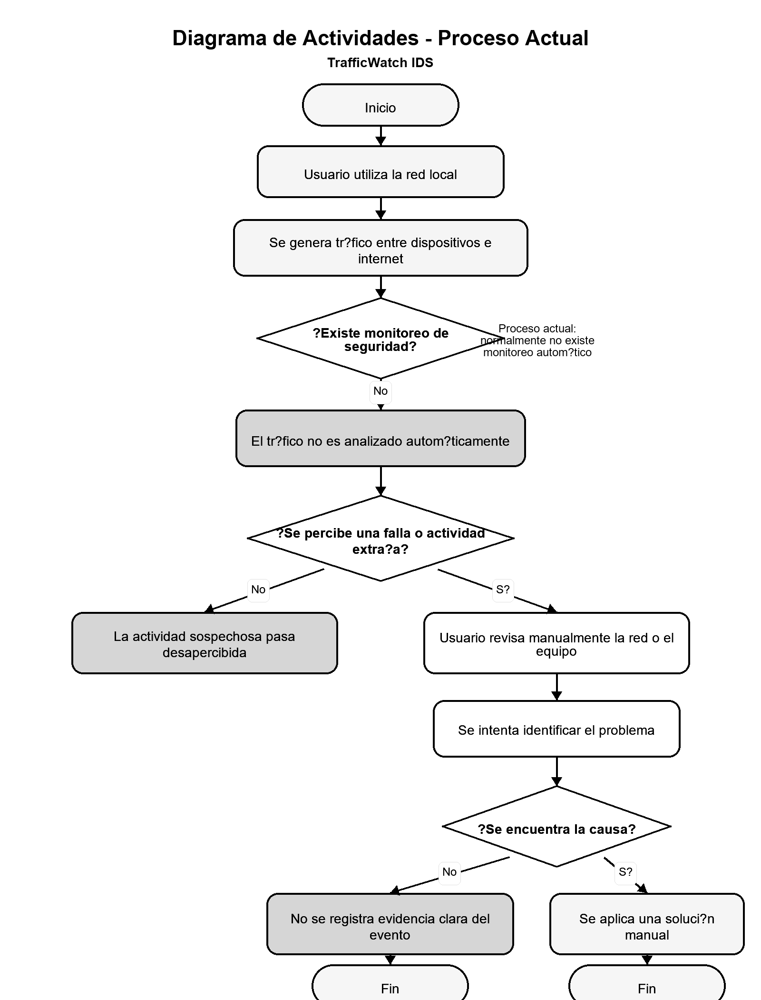 Diagrama de Actividades - Proceso Actual
TrafficWatch IDS
Inicio
Usuario utiliza la red local
Se genera tr?fico entre dispositivos e
internet
?Existe monitoreo de
seguridad?
Proceso actual:
normalmente no existe
monitoreo autom?tico
No
El tr?fico no es analizado autom?ticamente
?Se percibe una falla o actividad
extra?a?
No
S?
La actividad sospechosa pasa
desapercibida
Usuario revisa manualmente la red o el
equipo
Se intenta identificar el problema
?Se encuentra la causa?
No
S?
No se registra evidencia clara del
evento
Se aplica una soluci?n
manual
Fin
Fin